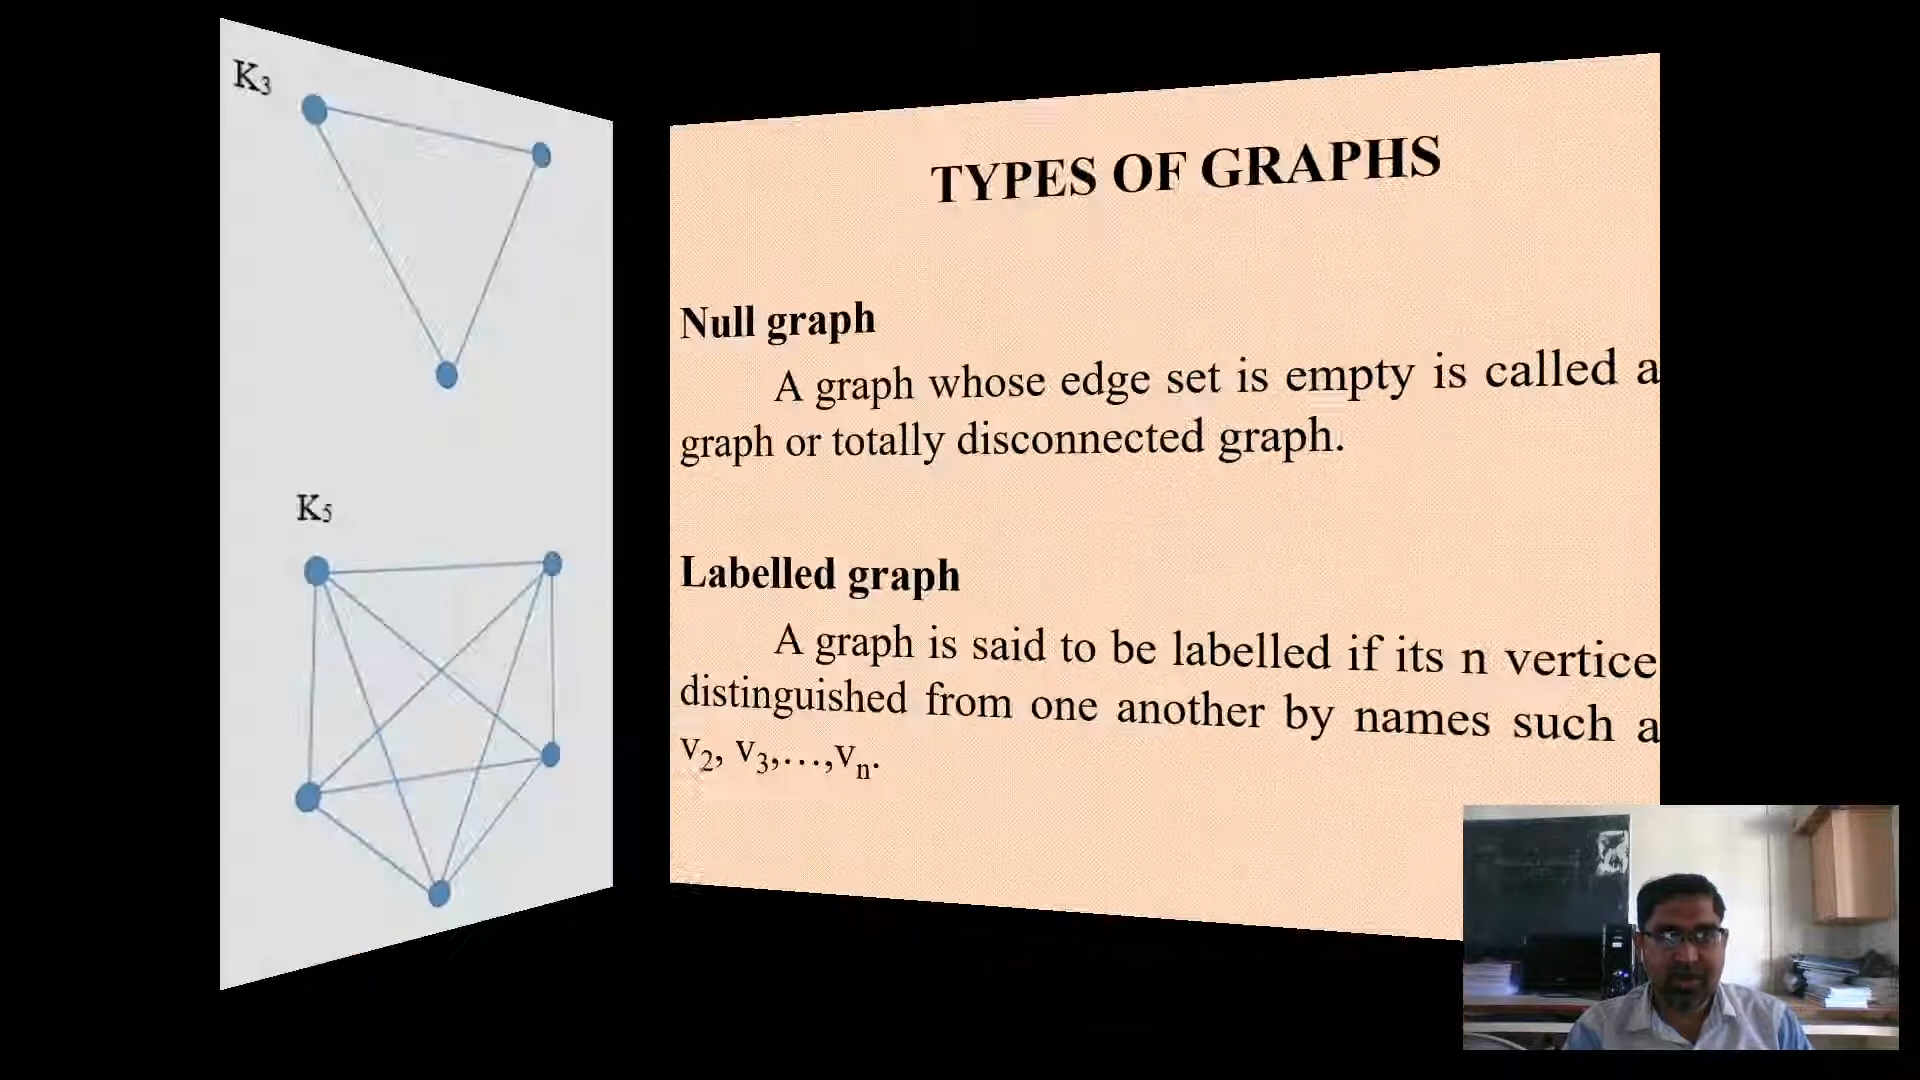 K₃
K₅
TYPES OF GRAPHS
Null graph
A graph whose edge set is empty is called a
graph or totally disconnected graph.
Labelled graph
A graph is said to be labelled if its n vertice
distinguished from one another by names such a
v₂, v₃,…,vₙ.